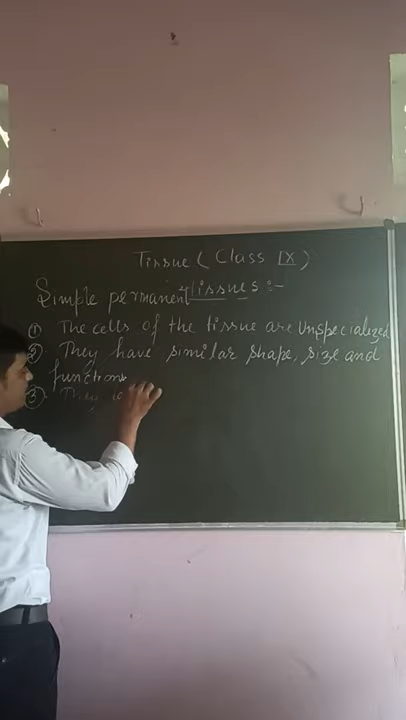 Tissue ( Class IX )
Simple permanent tissues :-
① The cells of the tissue are Unspecialized
② They have similar shape, size and
functions
③ They